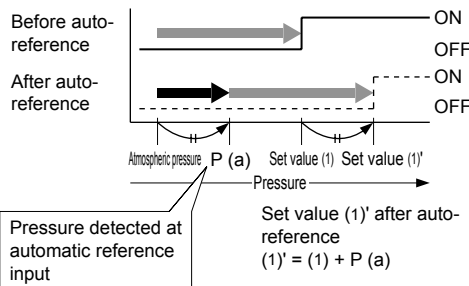 Before auto-
reference
ON
OFF
After auto-
reference
ON
OFF
Atmospheric pressure P (a) Set value (1) Set value (1)'
Pressure
Pressure detected at
automatic reference
input
Set value (1)' after auto-
reference
(1)' = (1) + P (a)